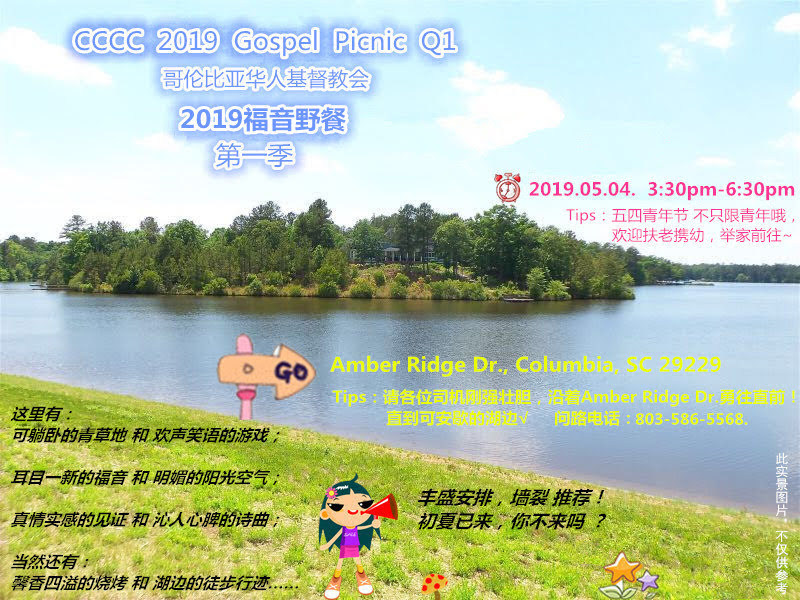 CCCC 2019 Gospel Picnic Q1
哥伦比亚华人基督教会
2019福音野餐
第一季
2019.05.04. 3:30pm-6:30pm
Tips：五四青年节 不只限青年哦，
欢迎扶老携幼，举家前往~
GO
Amber Ridge Dr., Columbia, SC 29229
Tips：请各位司机刚强壮胆，沿着Amber Ridge Dr.勇往直前！
直到可安歇的湖边√ 问路电话：803-586-5568.
这里有：
可躺卧的青草地 和 欢声笑语的游戏；
耳目一新的福音 和 明媚的阳光空气；
真情实感的见证 和 沁人心脾的诗曲；
当然还有：
馨香四溢的烧烤 和 湖边的徒步行迹......
丰盛安排，墙裂 推荐！
初夏已来，你不来吗 ？
此实景图片 不仅供参考